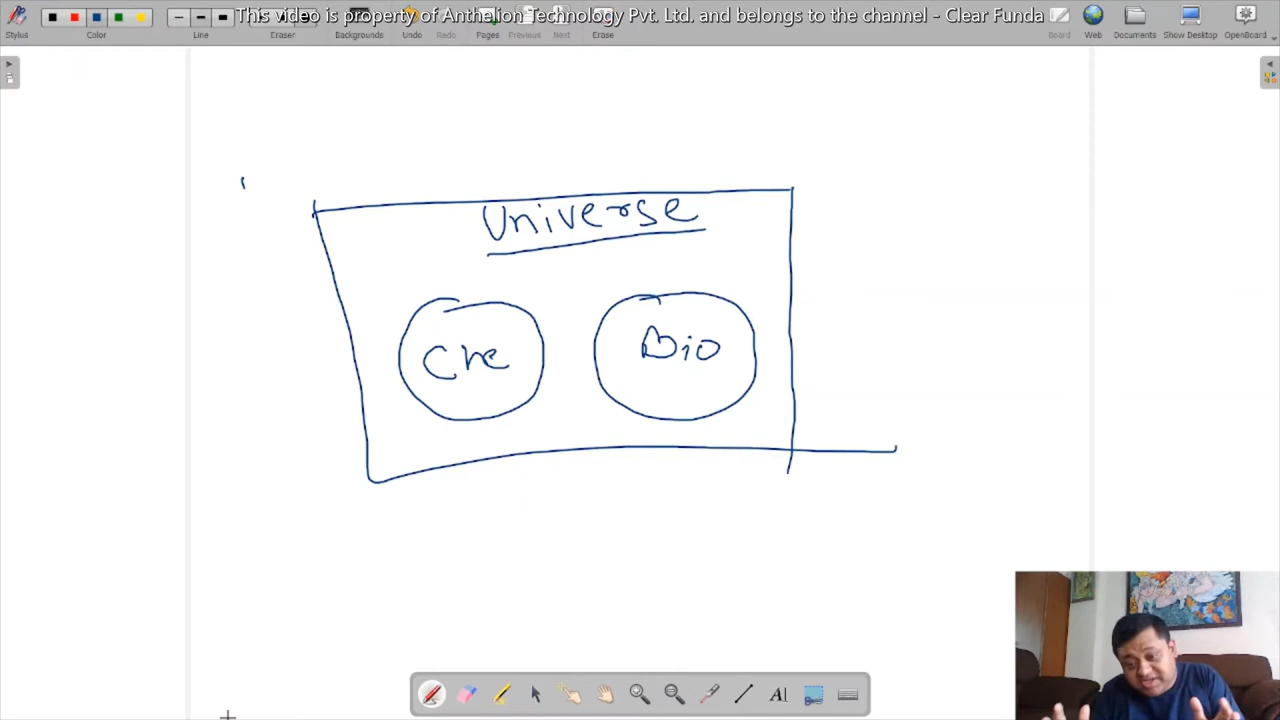 This video is property of Anthelion Technology Pvt. Ltd. and belongs to the channel - Clear Funda
Stylus Color Line Eraser Backgrounds Undo Redo Pages Previous Next Erase Board Web Documents Show Desktop OpenBoard
Universe
Che Bio